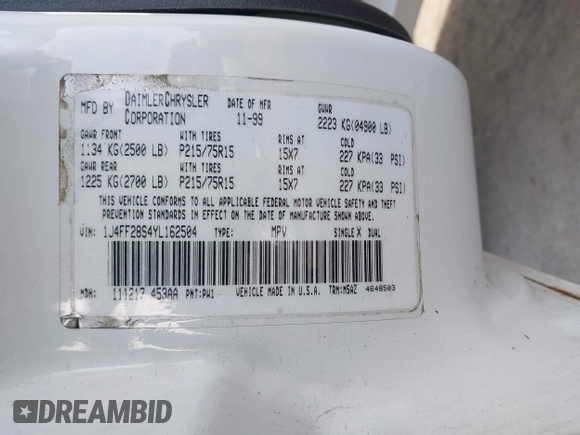 MFD BY DAIMLERCHRYSLER CORPORATION DATE OF MFR 11-99 GVWR 2223 KG(04900 LB)
GAWR FRONT WITH TIRES RIMS AT COLD
1134 KG(2500 LB) P215/75R15 15X7 227 KPA(33 PSI)
GAWR REAR WITH TIRES RIMS AT COLD
1225 KG(2700 LB) P215/75R15 15X7 227 KPA(33 PSI)
THIS VEHICLE CONFORMS TO ALL APPLICABLE FEDERAL MOTOR VEHICLE SAFETY AND THEFT
PREVENTION STANDARDS IN EFFECT ON THE DATE OF MANUFACTURE SHOWN ABOVE.
VIN: 1J4FF28S4YL162504 TYPE: MPV SINGLE X DUAL
MDH: 111217 453AA PNT:PW1 VEHICLE MADE IN U.S.A. TRM:M5AZ 4648503
DREAMBID